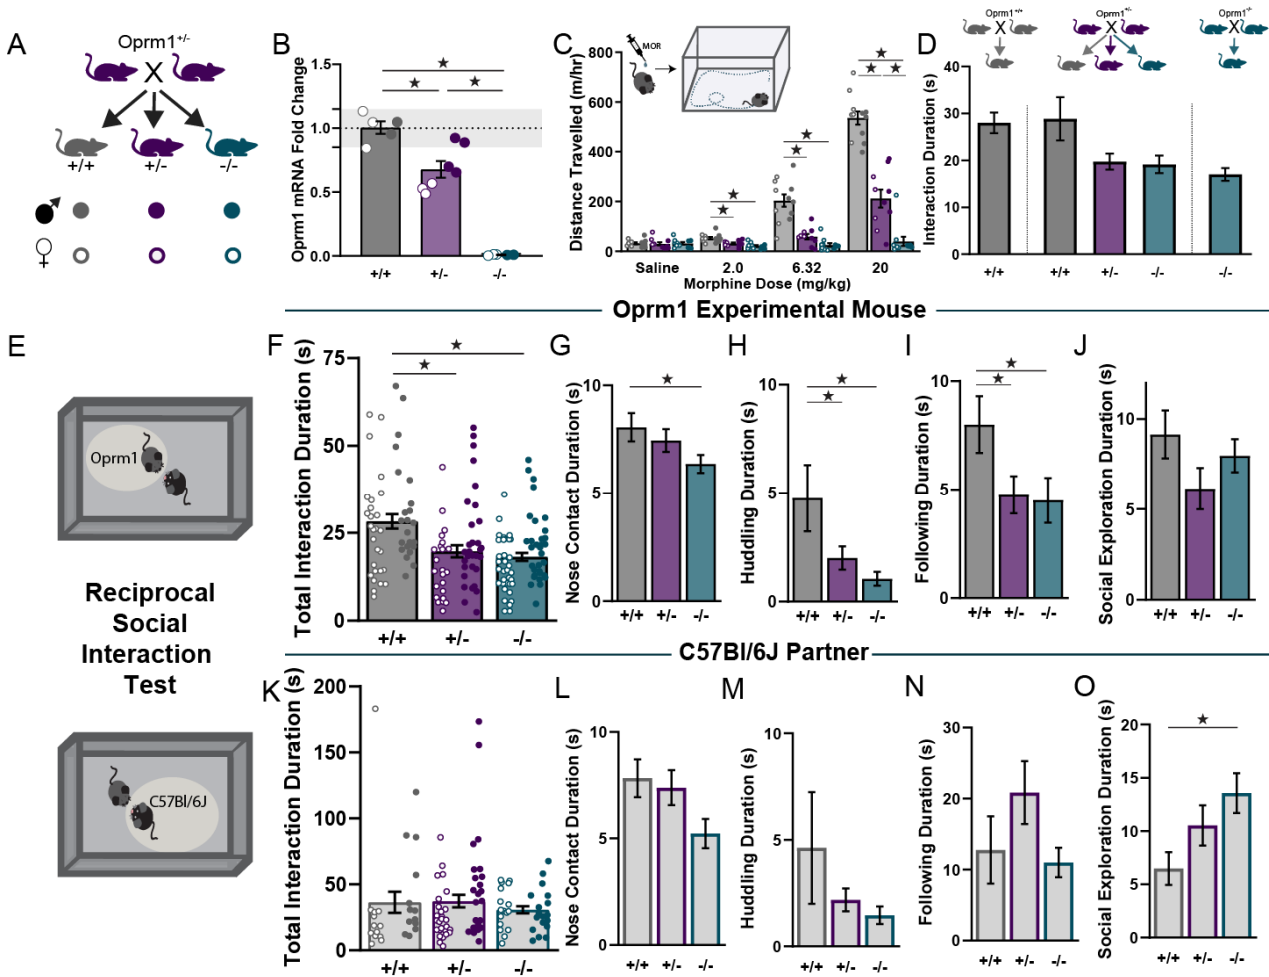 A
Oprm1+/-
X
+/+ +/- -/-
B
Oprm1 mRNA Fold Change
1.5
1.0
0.5
0.0
+/+ +/- -/-
C
MOR
Distance Travelled (m/hr)
800
600
400
200
0
Saline 2.0 6.32 20
Morphine Dose (mg/kg)
D
Oprm1+/+ Oprm1+/- Oprm1-/-
X X X
Interaction Duration (s)
40
30
20
10
0
+/+ +/+ +/- -/- -/-
Oprm1 Experimental Mouse
E
Oprm1
Reciprocal
Social
Interaction
Test
C57Bl/6J
F
Total Interaction Duration (s)
75
50
25
0
+/+ +/- -/-
G
Nose Contact Duration (s)
10
5
0
+/+ +/- -/-
H
Huddling Duration (s)
10
5
0
+/+ +/- -/-
I
Following Duration (s)
10
5
0
+/+ +/- -/-
J
Social Exploration Duration (s)
10
5
0
+/+ +/- -/-
C57Bl/6J Partner
K
Total Interaction Duration (s)
200
150
100
50
0
+/+ +/- -/-
L
Nose Contact Duration (s)
10
5
0
+/+ +/- -/-
M
Huddling Duration (s)
10
5
0
+/+ +/- -/-
N
Following Duration (s)
30
20
10
0
+/+ +/- -/-
O
Social Exploration Duration (s)
20
15
10
5
0
+/+ +/- -/-